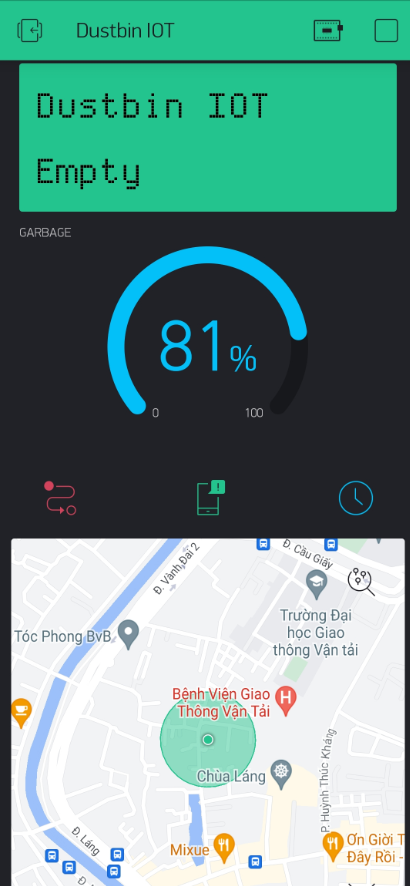 Dustbin IOT
Dustbin IOT
Empty
GARBAGE
81%
0
100
Đ. Vành Đai 2
Đ. Cầu Giấy
Trường Đại
học Giao
thông Vận tải
Tóc Phong BvB
Bệnh Viện Giao
Thông Vận Tải
H
Chùa Láng
P. Huỳnh Thúc Kháng
Đ. Láng
Mixue
Ơn Giời T
Đây Rồi -